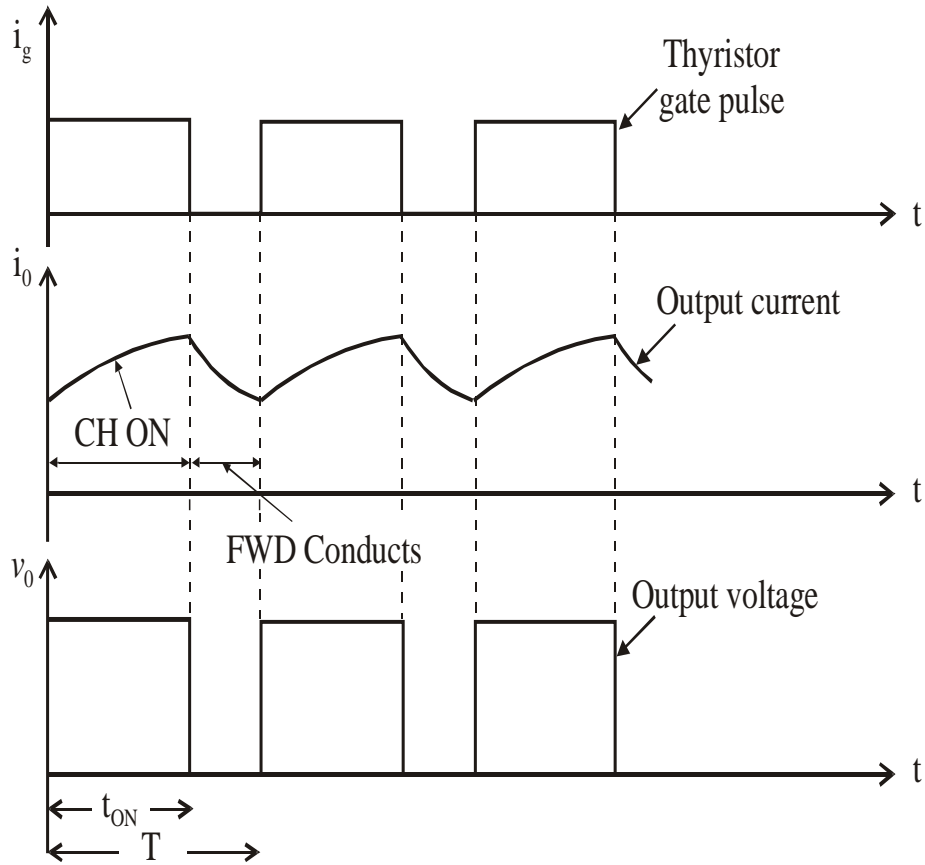 i_g
Thyristor
gate pulse
t
i_0
Output current
CH ON
t
FWD Conducts
v_0
Output voltage
t
t_ON
T